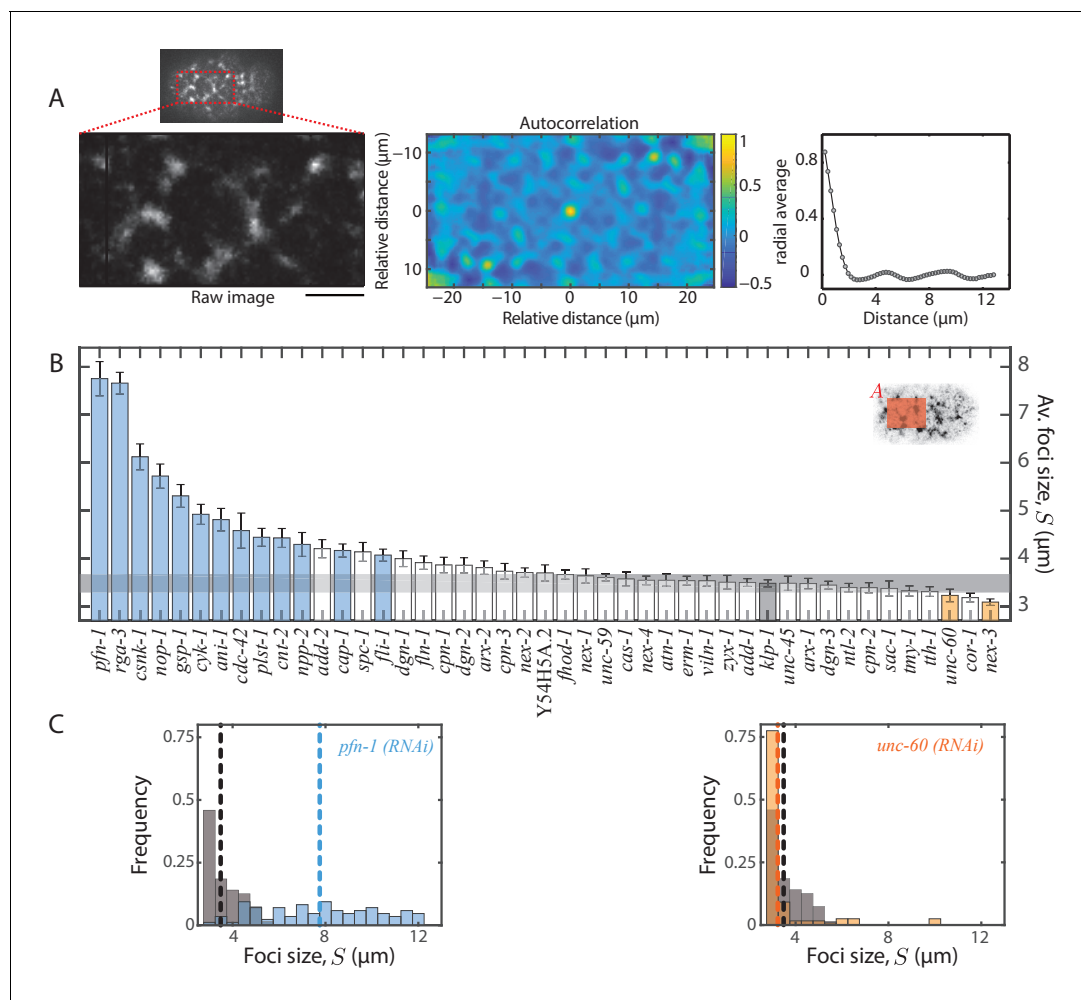 A
Raw image
Autocorrelation
Relative distance (μm)
−10
0
10
−20
−10
0
10
20
Relative distance (μm)
1
0.5
0
−0.5
radial average
0.8
0.4
0
0
4
8
12
Distance (μm)
B
A
8
7
6
5
4
3
Av. foci size, S (μm)
pfn-1
rga-3
csnk-1
nop-1
gsp-1
cyk-1
ani-1
cdc-42
plst-1
cnt-2
npp-2
add-2
cap-1
spc-1
fli-1
dgn-1
fln-1
cpn-1
dgn-2
arx-2
cpn-3
nex-2
Y54H5A.2
fhod-1
nex-1
unc-59
cas-1
nex-4
atn-1
erm-1
viln-1
zyx-1
add-1
klp-1
unc-45
arx-1
dgn-3
ntl-2
cpn-2
sac-1
tmy-1
tth-1
unc-60
cor-1
nex-3
C
pfn-1 (RNAi)
Frequency
0.75
0.5
0.25
0
4
8
12
Foci size, S (μm)
unc-60 (RNAi)
Frequency
0.75
0.5
0.25
0
4
8
12
Foci size, S (μm)